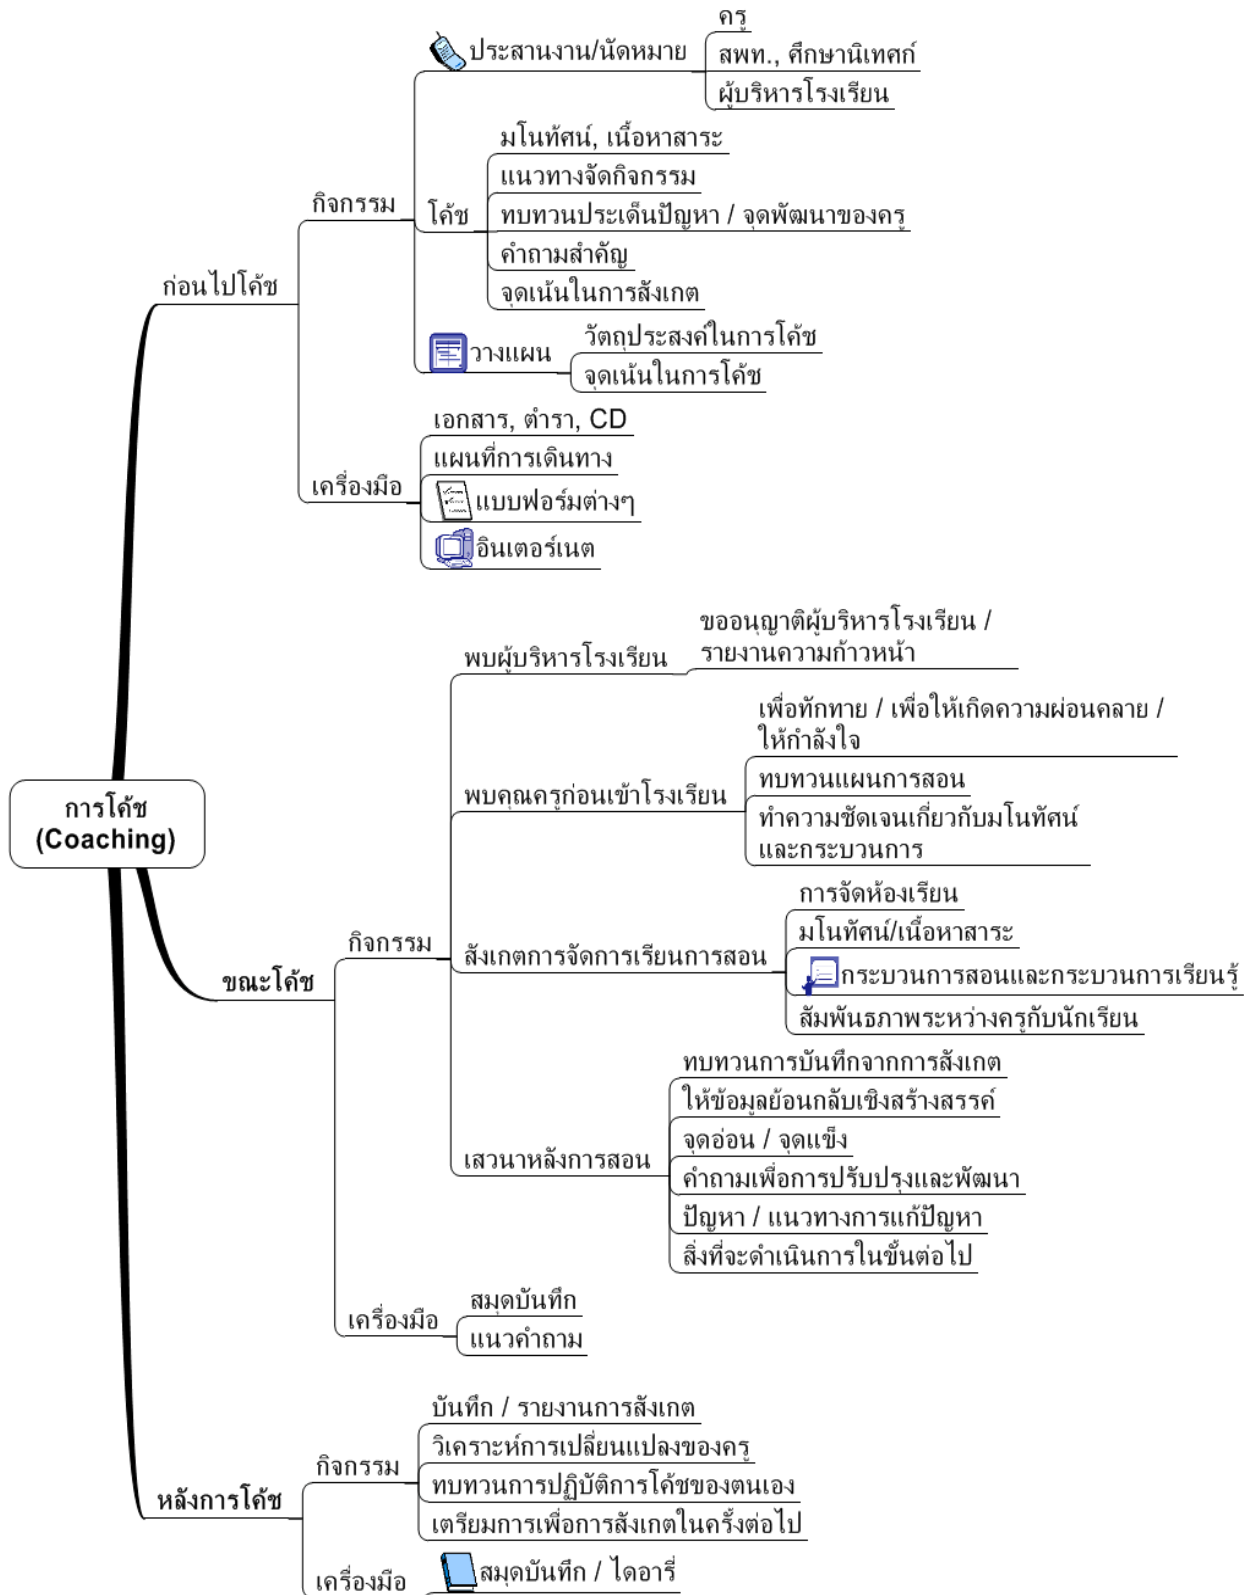 ครู
ประสานงาน/นัดหมาย
สพท., ศึกษานิเทศก์
ผู้บริหารโรงเรียน
มโนทัศน์, เนื้อหาสาระ
แนวทางจัดกิจกรรม
กิจกรรม
โค้ช
ทบทวนประเด็นปัญหา / จุดพัฒนาของครู
คำถามสำคัญ
ก่อนไปโค้ช
จุดเน้นในการสังเกต
วัตถุประสงค์ในการโค้ช
วางแผน
จุดเน้นในการโค้ช
เอกสาร, ตำรา, CD
แผนที่การเดินทาง
เครื่องมือ
แบบฟอร์มต่างๆ
อินเตอร์เนต
ขออนุญาติผู้บริหารโรงเรียน /
รายงานความก้าวหน้า
พบผู้บริหารโรงเรียน
เพื่อทักทาย / เพื่อให้เกิดความผ่อนคลาย /
ให้กำลังใจ
ทบทวนแผนการสอน
พบคุณครูก่อนเข้าโรงเรียน
ทำความชัดเจนเกี่ยวกับมโนทัศน์
และกระบวนการ
การโค้ช
(Coaching)
การจัดห้องเรียน
มโนทัศน์/เนื้อหาสาระ
กิจกรรม
สังเกตการจัดการเรียนการสอน
กระบวนการสอนและกระบวนการเรียนรู้
ขณะโค้ช
สัมพันธภาพระหว่างครูกับนักเรียน
ทบทวนการบันทึกจากการสังเกต
ให้ข้อมูลย้อนกลับเชิงสร้างสรรค์
จุดอ่อน / จุดแข็ง
เสวนาหลังการสอน
คำถามเพื่อการปรับปรุงและพัฒนา
ปัญหา / แนวทางการแก้ปัญหา
สิ่งที่จะดำเนินการในขั้นต่อไป
สมุดบันทึก
เครื่องมือ
แนวคำถาม
บันทึก / รายงานการสังเกต
วิเคราะห์การเปลี่ยนแปลงของครู
กิจกรรม
ทบทวนการปฏิบัติการโค้ชของตนเอง
หลังการโค้ช
เตรียมการเพื่อการสังเกตในครั้งต่อไป
เครื่องมือ
สมุดบันทึก / ไดอารี่